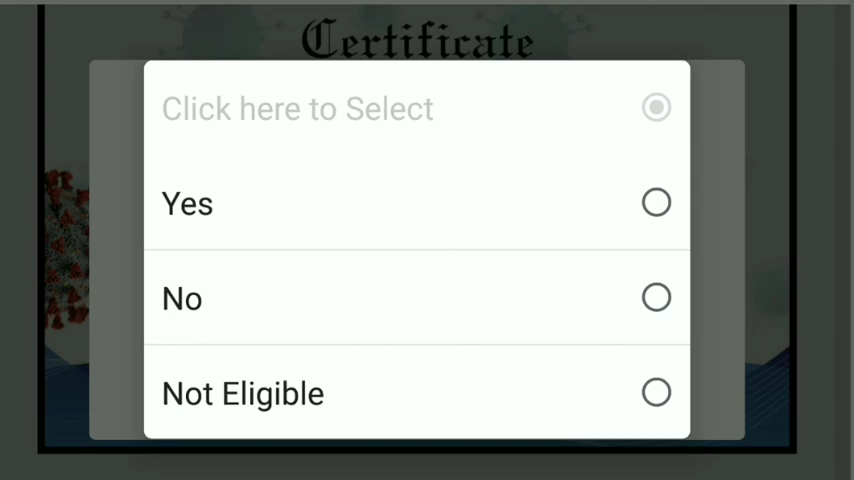 Certificate
Click here to Select
Yes
No
Not Eligible